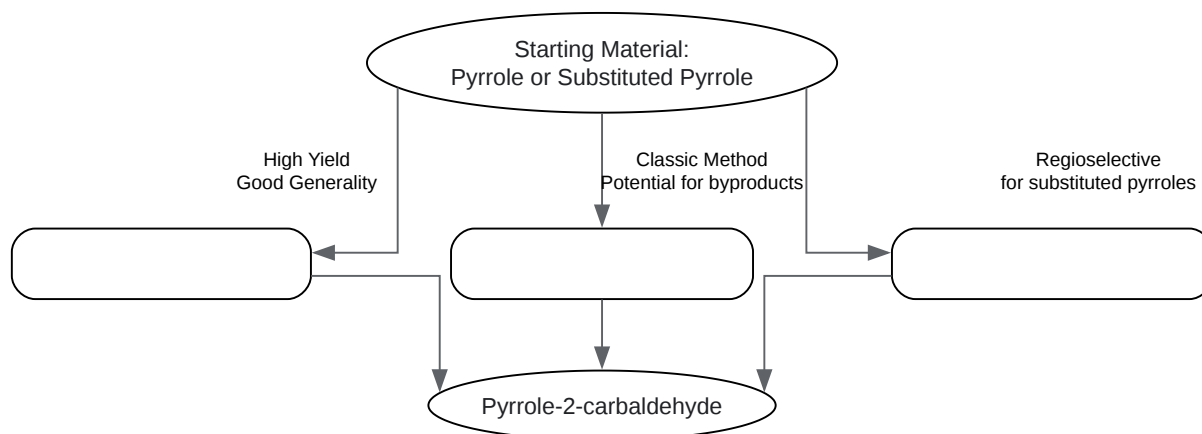 Starting Material:
Pyrrole or Substituted Pyrrole
High Yield
Good Generality
Classic Method
Potential for byproducts
Regioselective
for substituted pyrroles
Pyrrole-2-carbaldehyde